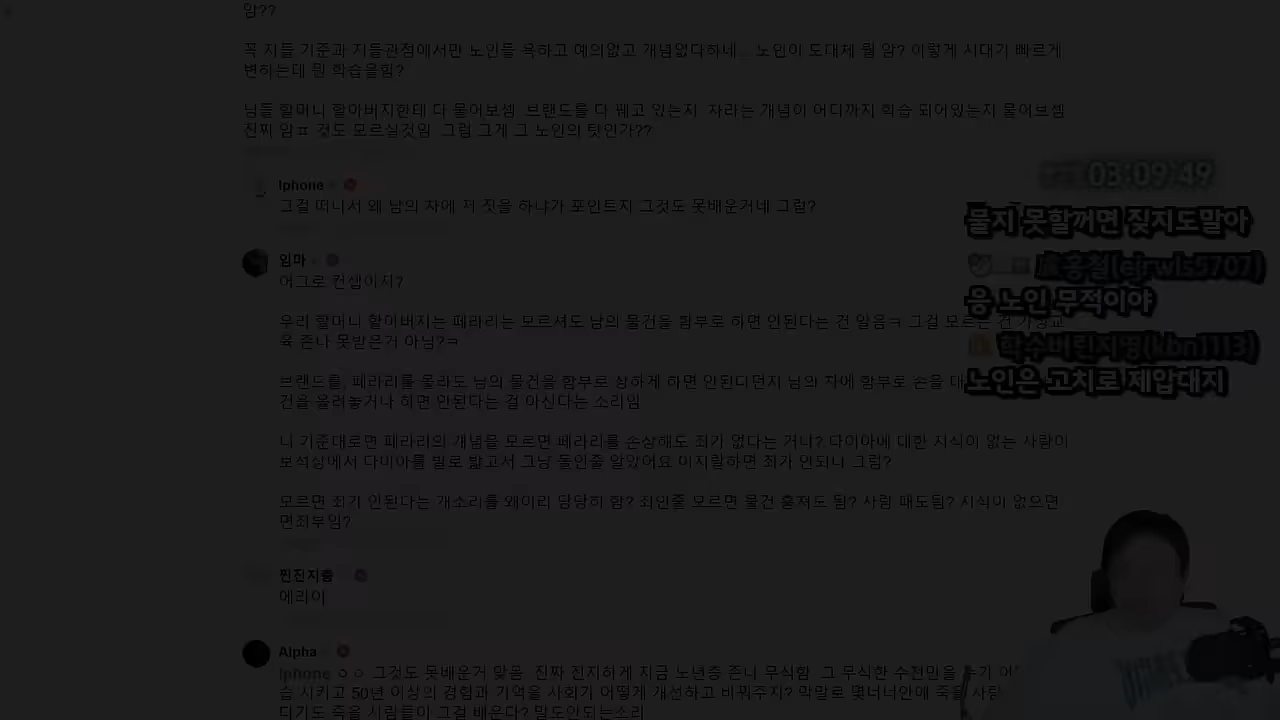 암??
꼭 지들 기준과 지들관점에서만 노인들 욕하고 예의없고 개념없다하네... 노인이 도대체 뭘 암? 이렇게 시대가 빠르게
변하는데 뭔 학습을함?
님들 할머니 할아버지한테 다 물어보셈 브랜드를 다 꿰고 있는지 차라는 개념이 어디까지 학습 되어있는지 물어보셈
진짜 암ㅍ 것도 모르실것임 그럼 그게 그 노인의 탓인가??
03:09:49
Iphone
그걸 떠나서 왜 남의 차에 저 짓을 하냐가 포인트지 그것도 못배운거네 그럼?
물지 못할꺼면 짖지도말아
임마
어그로 컨셉이지?
홍철(ejrwls5707)
응 노인 무적이야
우리 할머니 할아버지는 페라리는 모르셔도 남의 물건을 함부로 하면 안된다는 건 알음ㅋ 그걸 모르는 건 가정교
육 존나 못받은거 아님?ㅋ
학수버린지명(kbn1113)
노인은 고치로 제압대지
브랜드를, 페라리를 몰라도 남의 물건을 함부로 상하게 하면 안된다던지 님의 차에 함부로 손을 대
건을 올려놓거나 하면 안된다는 걸 아신다는 소리임
니 기준대로면 페라리의 개념을 모르면 페라리를 손상해도 죄가 없다는 거냐? 다이아에 대한 지식이 없는 사람이
보석상에서 다이아를 발로 밟고서 그냥 돌인줄 알았어요 이지랄하면 죄가 안되냐 그럼?
모르면 죄가 안된다는 개소리를 왜이리 당당히 함? 죄인줄 모르면 물건 훔쳐도 됨? 사람 패도됨? 지식이 없으면
면죄부임?
찐진지충
에라이
Alpha
Iphone ㅇㅇ 그것도 못배운거 맞음 진짜 진지하게 지금 노년층 존나 무식함 그 무식한 수천만을 누가
습 시키고 50년 이상의 경험과 기억을 사회가 어떻게 개선하고 바꿔주지? 막말로 몇년안에 죽을 사람
다기도 죽을 사람들이 그걸 배운다? 말도안되는소리